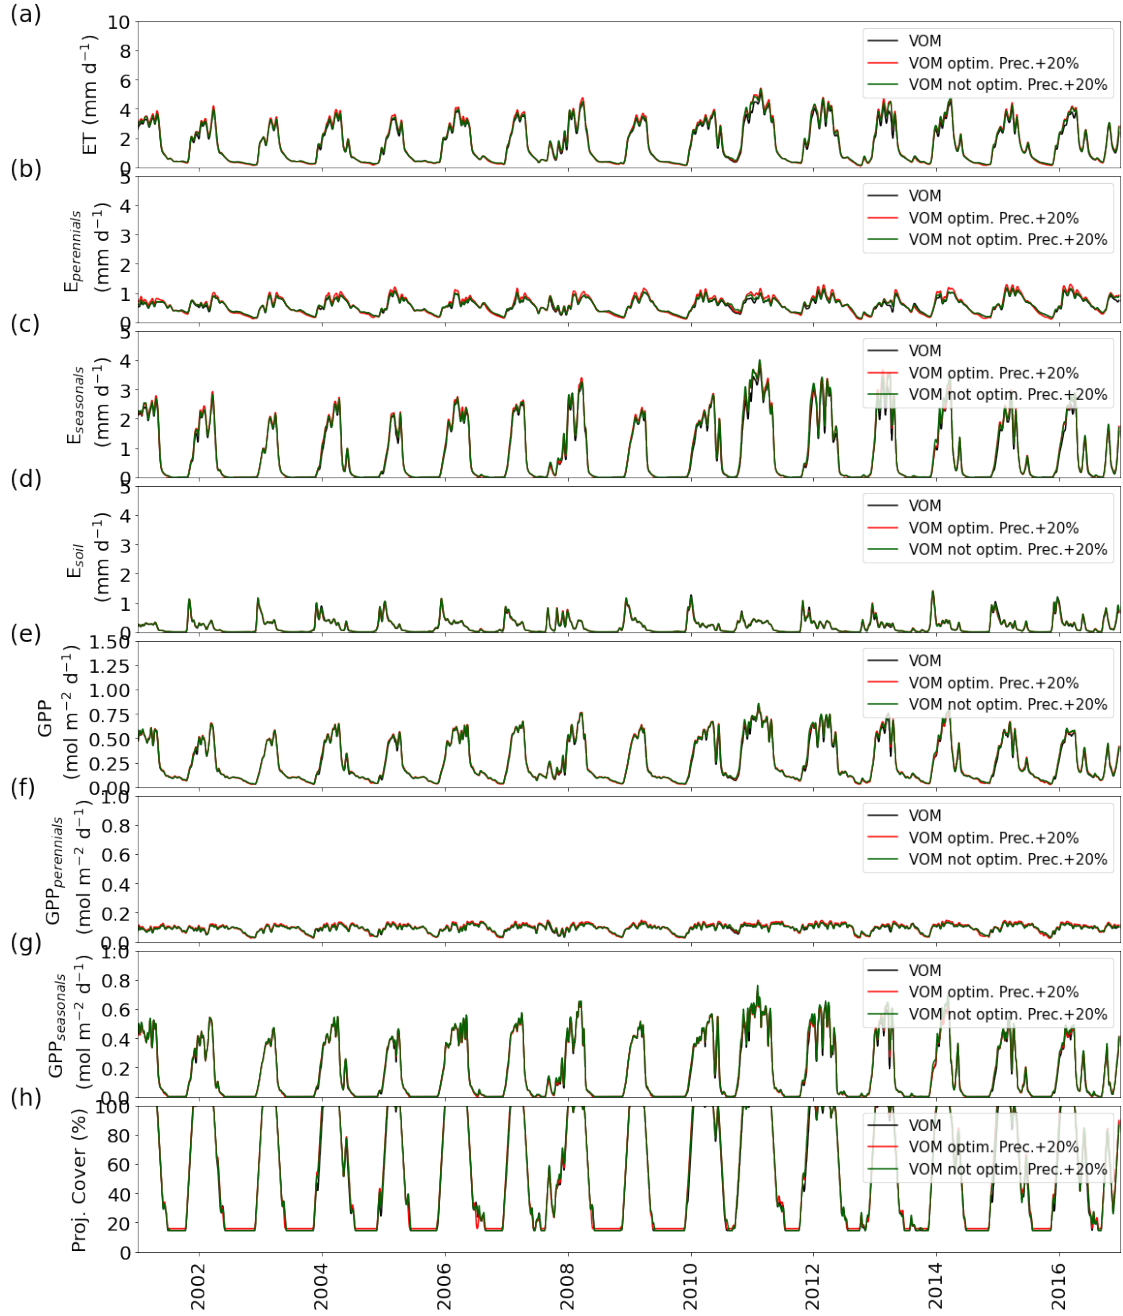 (a)
10
8
6
4
2
0
ET (mm d⁻¹)
VOM
VOM optim. Prec.+20%
VOM not optim. Prec.+20%
(b)
5
4
3
2
1
0
E_perennials
(mm d⁻¹)
VOM
VOM optim. Prec.+20%
VOM not optim. Prec.+20%
(c)
5
4
3
2
1
0
E_seasonals
(mm d⁻¹)
VOM
VOM optim. Prec.+20%
VOM not optim. Prec.+20%
(d)
5
4
3
2
1
0
E_soil
(mm d⁻¹)
VOM
VOM optim. Prec.+20%
VOM not optim. Prec.+20%
(e)
1.50
1.25
1.00
0.75
0.50
0.25
0.00
GPP
(mol m⁻² d⁻¹)
VOM
VOM optim. Prec.+20%
VOM not optim. Prec.+20%
(f)
1.0
0.8
0.6
0.4
0.2
0.0
GPP_perennials
(mol m⁻² d⁻¹)
VOM
VOM optim. Prec.+20%
VOM not optim. Prec.+20%
(g)
1.0
0.8
0.6
0.4
0.2
0.0
GPP_seasonals
(mol m⁻² d⁻¹)
VOM
VOM optim. Prec.+20%
VOM not optim. Prec.+20%
(h)
100
80
60
40
20
0
Proj. Cover (%)
VOM
VOM optim. Prec.+20%
VOM not optim. Prec.+20%
2002
2004
2006
2008
2010
2012
2014
2016